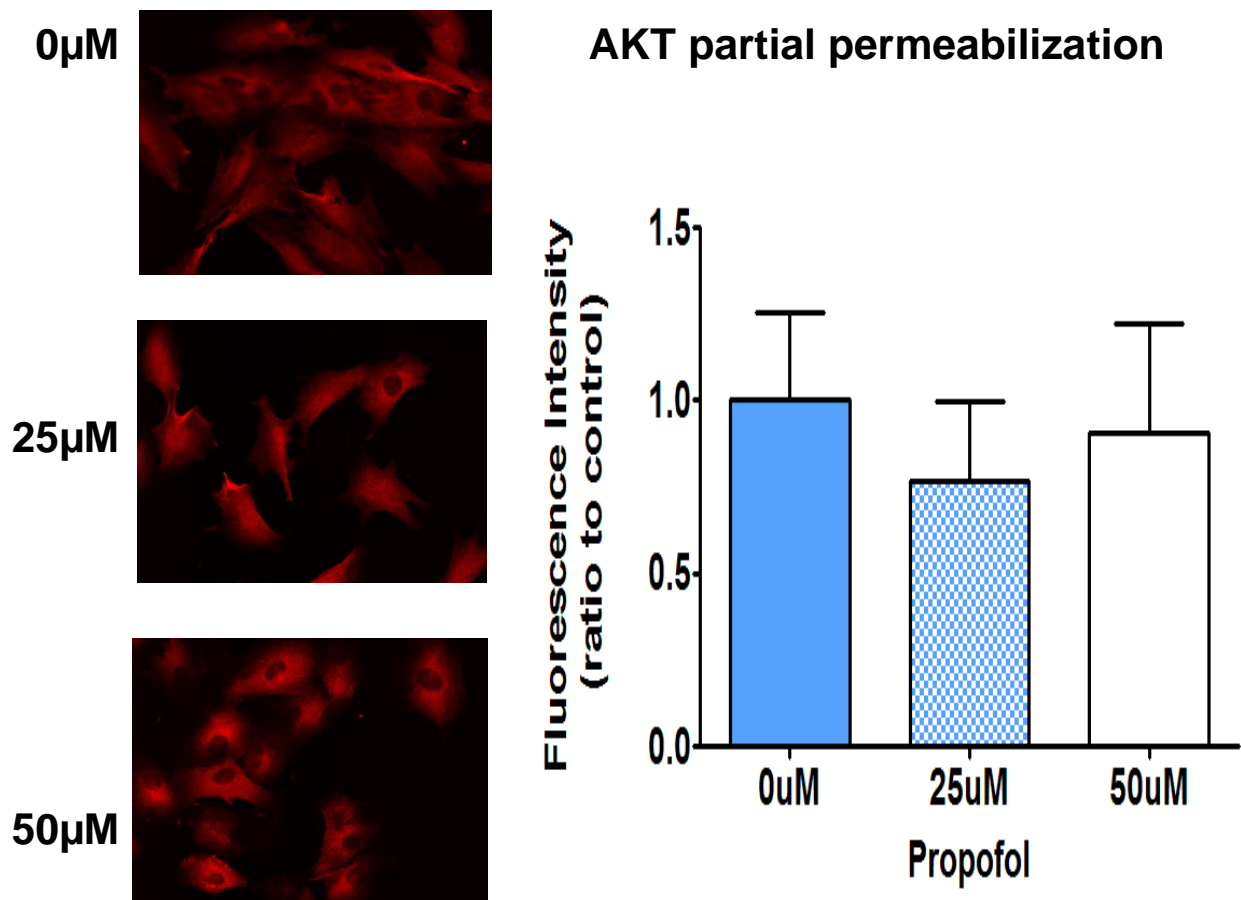 0µM
AKT partial permeabilization
25µM
50µM
Fluorescence Intensity
(ratio to control)
1.5
1.0
0.5
0.0
0uM
25uM
50uM
Propofol